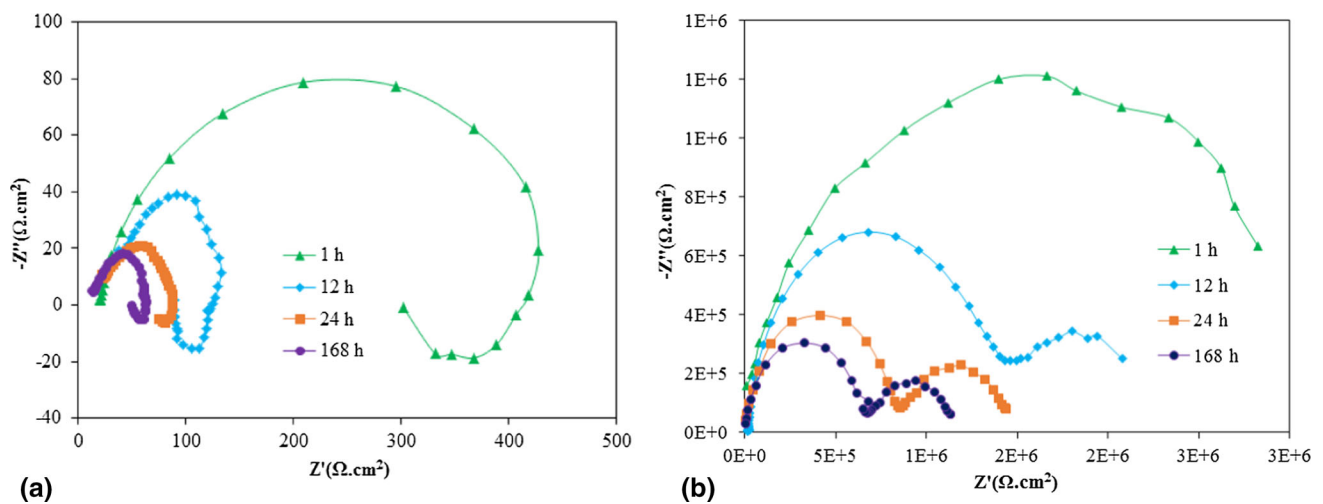 100
80
60
40
20
0
-20
-40
-Z"(Ω.cm²)
1 h
12 h
24 h
168 h
0
100
200
300
400
500
Z'(Ω.cm²)
(a)
1E+6
1E+6
1E+6
8E+5
6E+5
4E+5
2E+5
0E+0
-Z"(Ω.cm²)
1 h
12 h
24 h
168 h
0E+0
5E+5
1E+6
2E+6
2E+6
3E+6
3E+6
Z'(Ω.cm²)
(b)